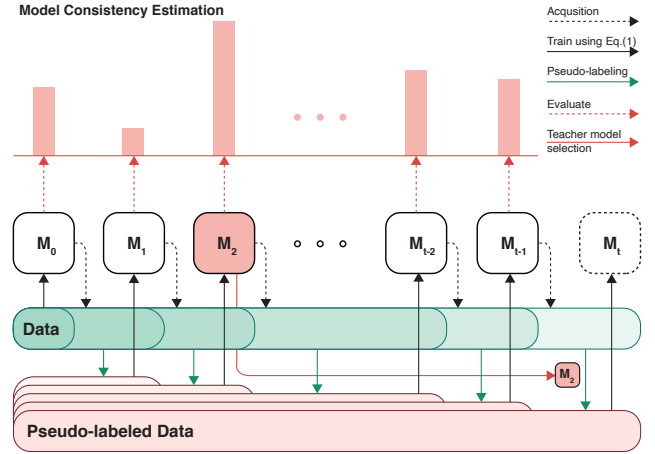 Model Consistency Estimation
Acqusition
Train using Eq.(1)
Pseudo-labeling
Evaluate
Teacher model
selection
M0
M1
M2
Mt-2
Mt-1
Mt
Data
M2
Pseudo-labeled Data